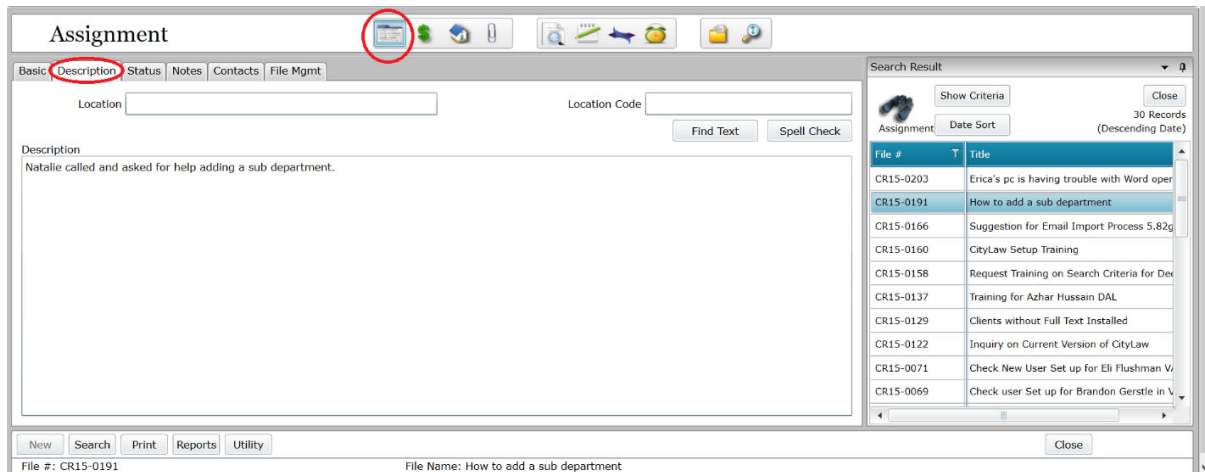 Assignment
Basic Description Status Notes Contacts File Mgmt
Location
Location Code
Find Text Spell Check
Description
Natalie called and asked for help adding a sub department.
Search Result
Show Criteria Close
30 Records
Assignment Date Sort (Descending Date)
File # Title
CR15-0203 Erica's pc is having trouble with Word oper
CR15-0191 How to add a sub department
CR15-0166 Suggestion for Email Import Process 5.82g
CR15-0160 CityLaw Setup Training
CR15-0158 Request Training on Search Criteria for Dec
CR15-0137 Training for Azhar Hussain DAL
CR15-0129 Clients without Full Text Installed
CR15-0122 Inquiry on Current Version of CityLaw
CR15-0071 Check New User Set up for Eli Flushman V
CR15-0069 Check user Set up for Brandon Gerstle in V
New Search Print Reports Utility Close
File #: CR15-0191 File Name: How to add a sub department